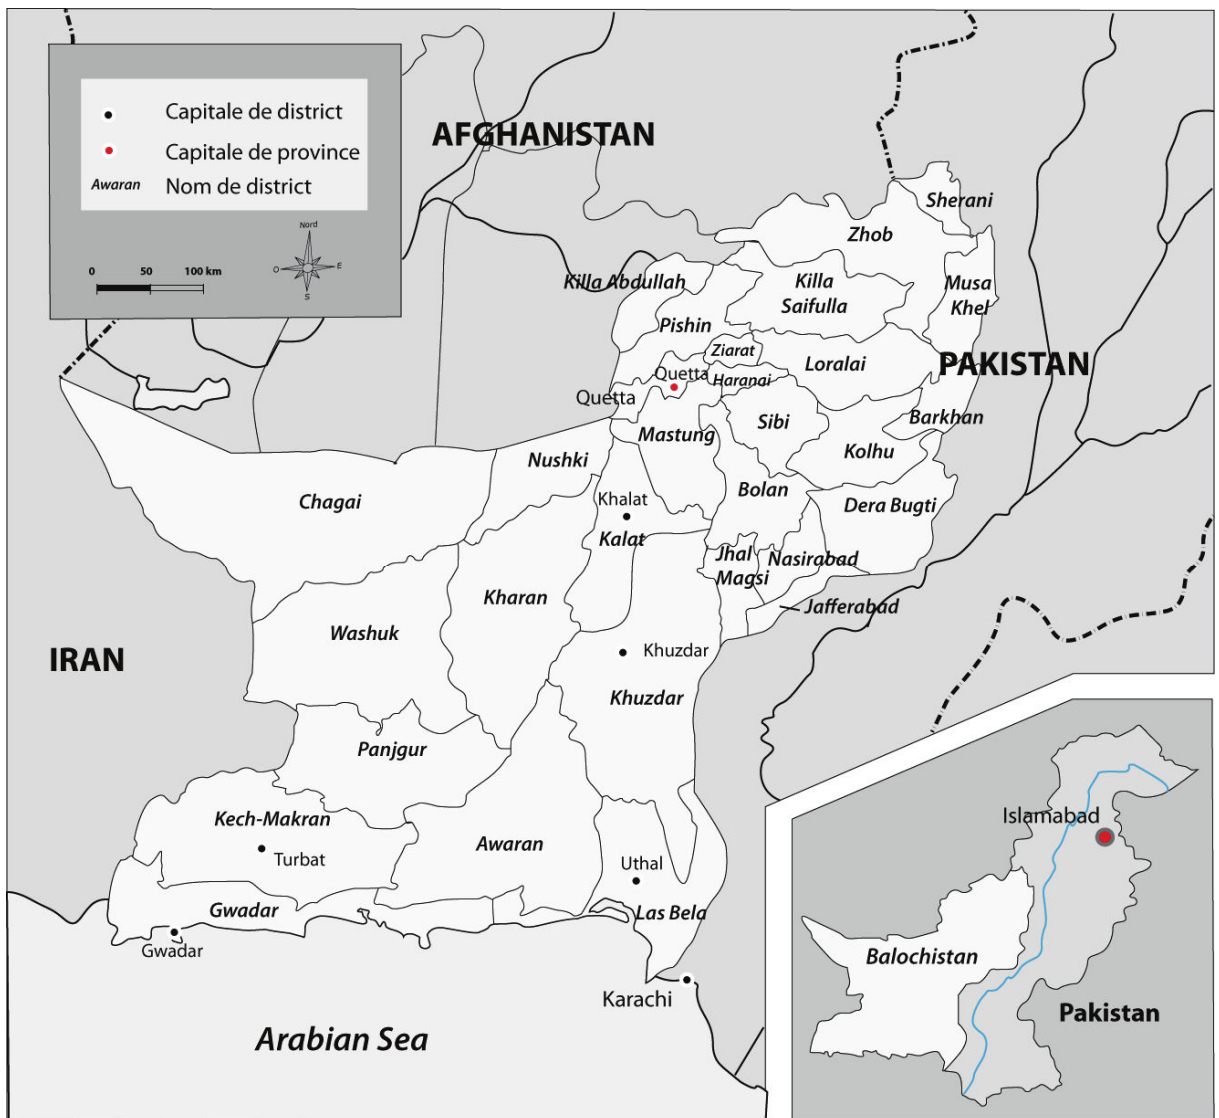 Capitale de district
Capitale de province
Awaran
Nom de district
Nord
O
E
S
0
50
100 km
AFGHANISTAN
Sherani
Zhob
Killa Abdullah
Killa
Saifulla
Musa
Khel
Pishin
Ziarat
Loralai
PAKISTAN
Quetta
Haranai
Quetta
Barkhan
Sibi
Mastung
Kolhu
Nushki
Chagai
Khalat
Bolan
Dera Bugti
Kalat
Jhal
Magsi
Nasirabad
Kharan
Jafferabad
Washuk
IRAN
Khuzdar
Khuzdar
Panjgur
Kech-Makran
Turbat
Awaran
Uthal
Gwadar
Las Bela
Gwadar
Karachi
Arabian Sea
Islamabad
Balochistan
Pakistan